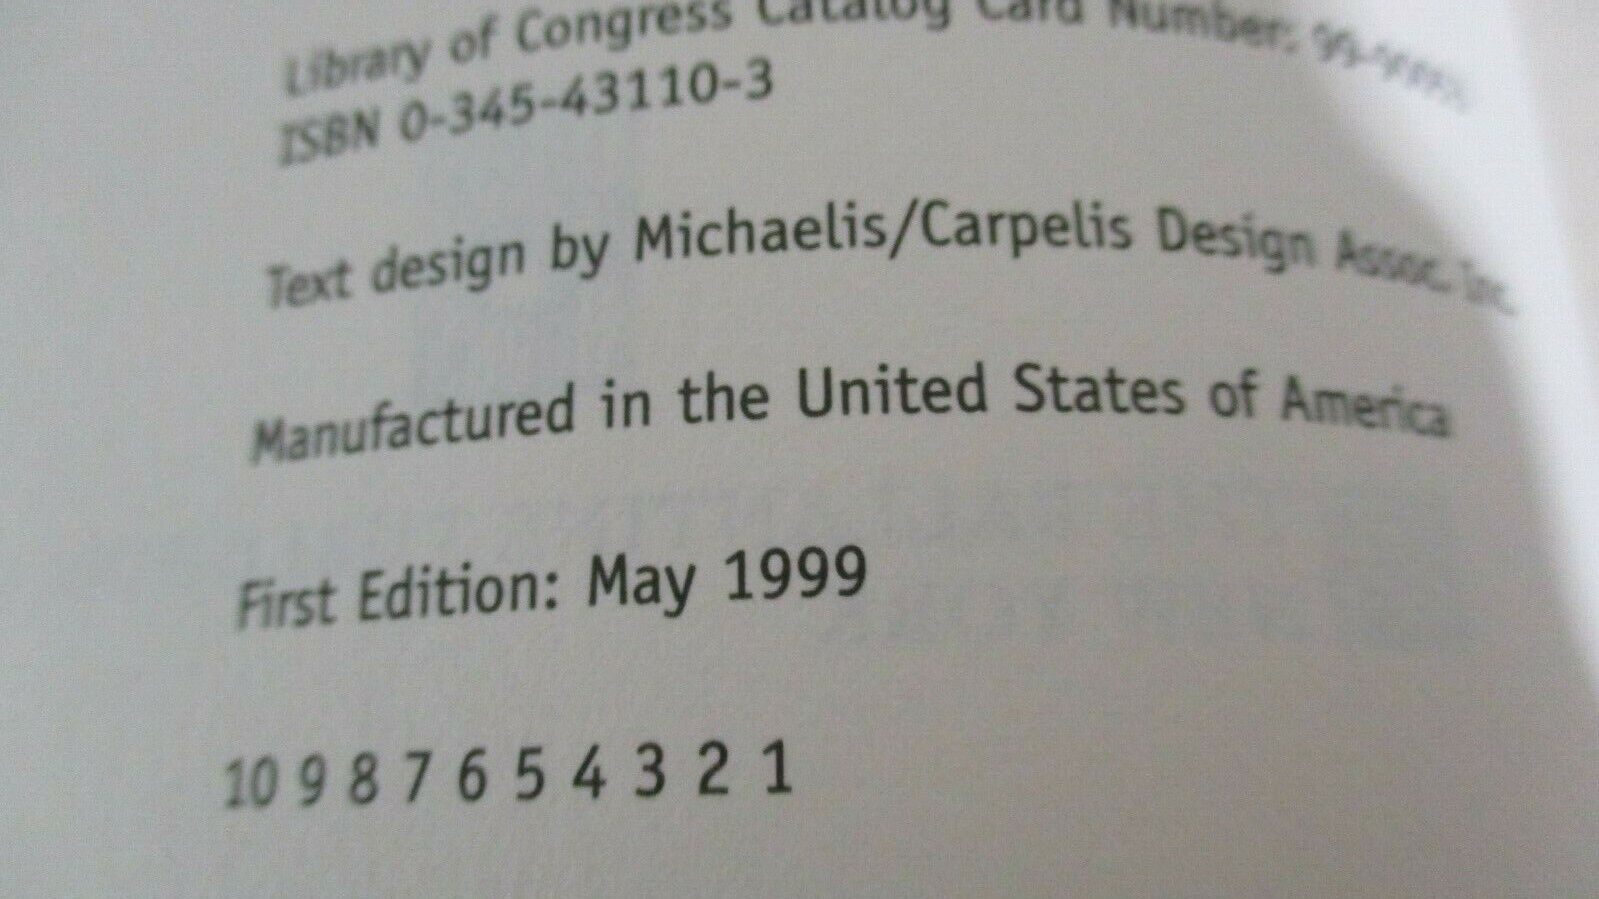 Library of Congress Catalog Card Number:
ISBN 0-345-43110-3
Text design by Michaelis/Carpelis Design Assoc. Inc.
Manufactured in the United States of America
First Edition: May 1999
10 9 8 7 6 5 4 3 2 1